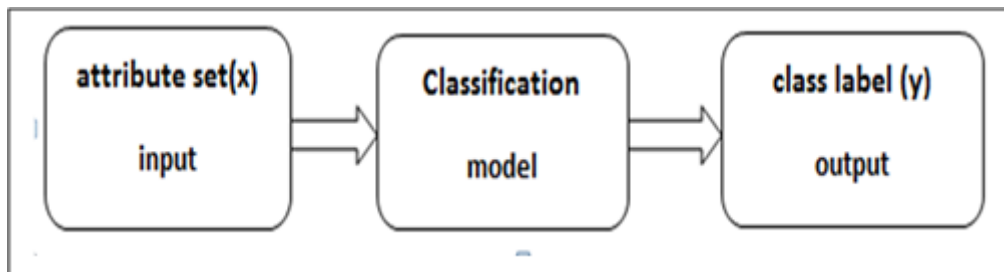 attribute set(x)
input
Classification
model
class label (y)
output